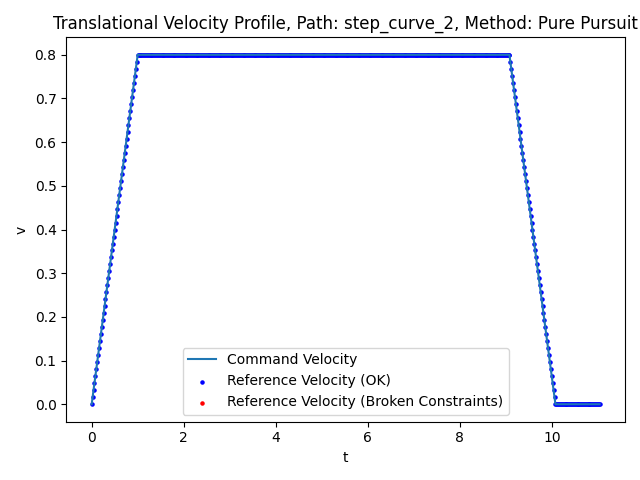 Translational Velocity Profile, Path: step_curve_2, Method: Pure Pursuit
0.8
0.7
0.6
0.5
0.4
0.3
0.2
0.1
0.0
v
Command Velocity
Reference Velocity (OK)
Reference Velocity (Broken Constraints)
0 2 4 6 8 10
t